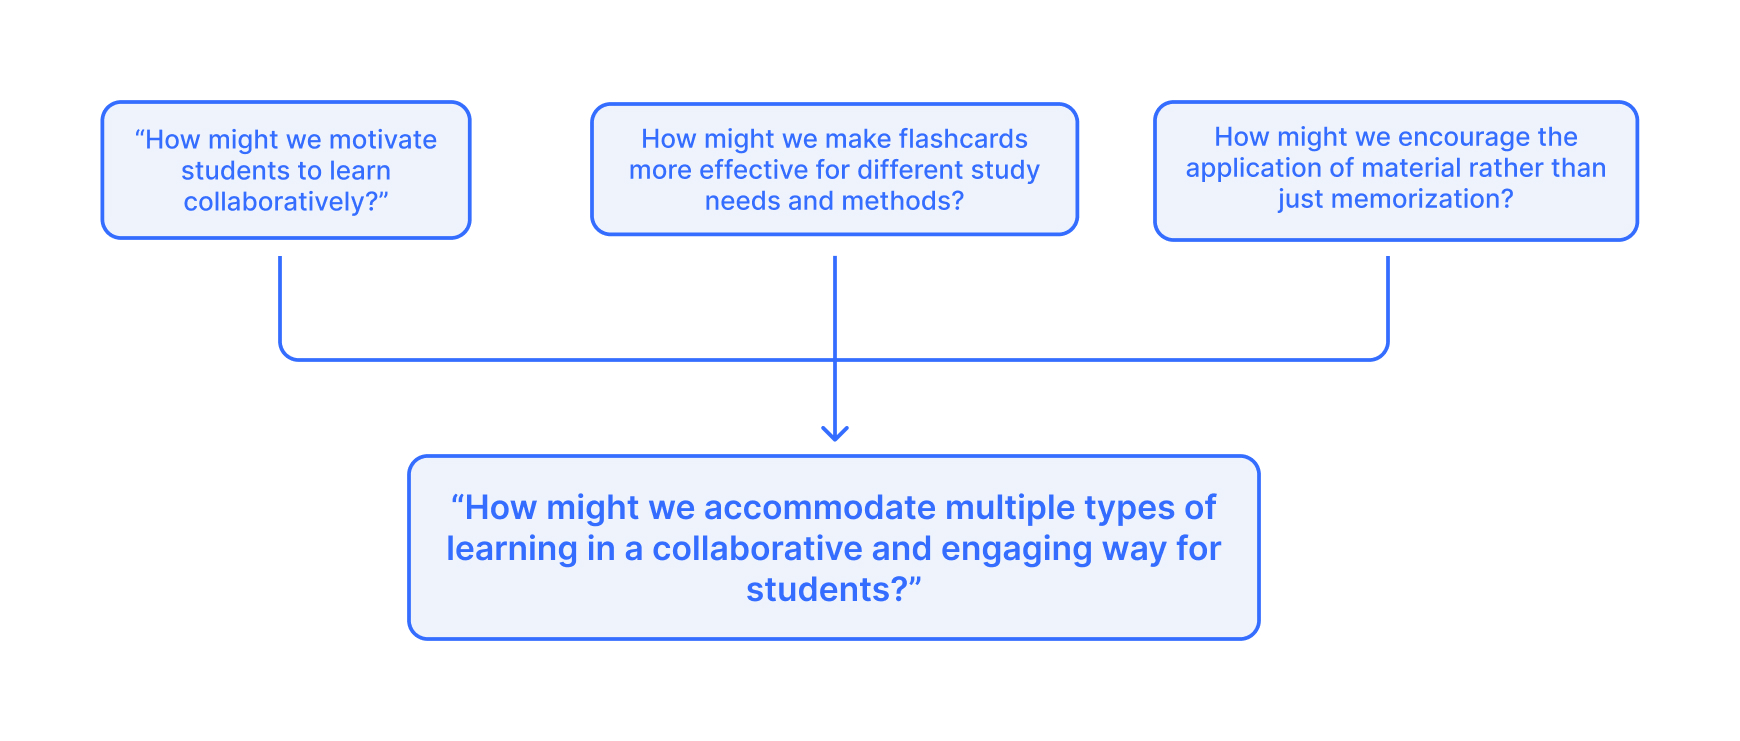 “How might we motivate
students to learn
collaboratively?”
How might we make flashcards
more effective for different study
needs and methods?
How might we encourage the
application of material rather than
just memorization?
“How might we accommodate multiple types of
learning in a collaborative and engaging way for
students?”